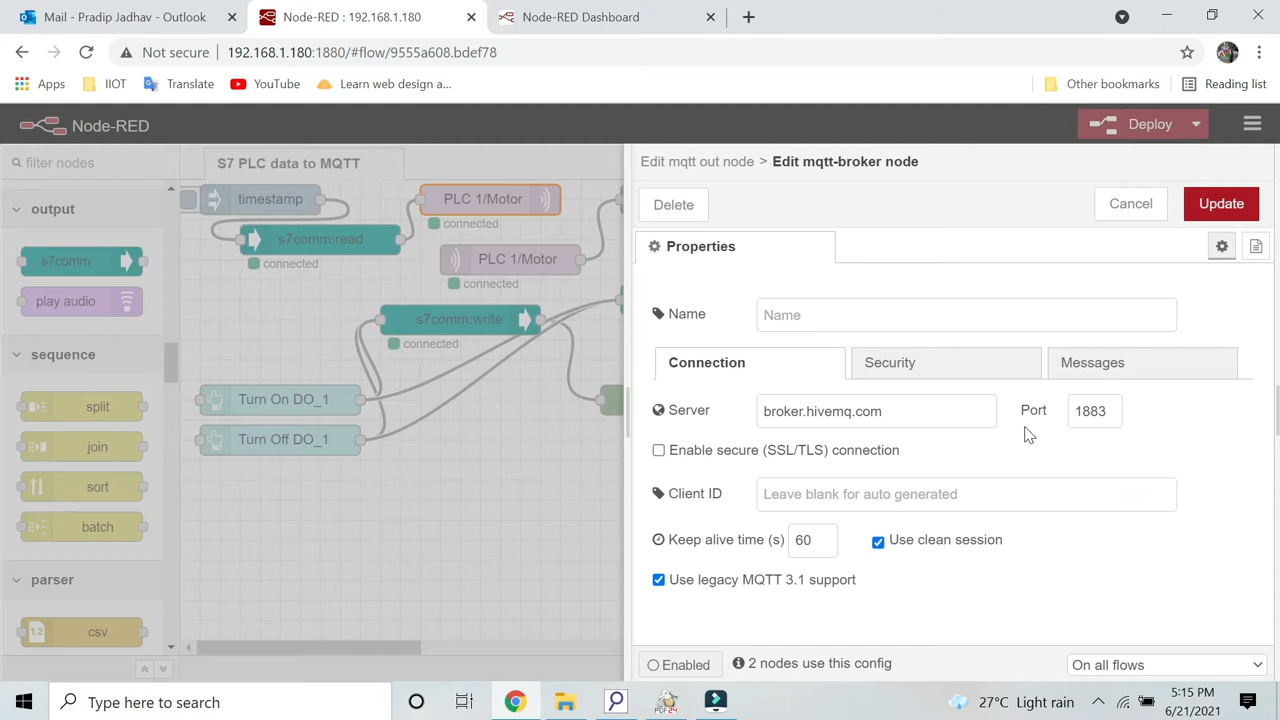 Mail - Pradip Jadhav - Outlook
Node-RED : 192.168.1.180
Node-RED Dashboard
Not secure
192.168.1.180:1880/#flow/9555a608.bdef78
Apps
IIOT
Translate
YouTube
Learn web design a...
Other bookmarks
Reading list
Node-RED
Deploy
filter nodes
S7 PLC data to MQTT
Edit mqtt out node > Edit mqtt-broker node
output
timestamp
PLC 1/Motor
connected
Delete
Cancel
Update
s7comm
s7comm:read
connected
Properties
play audio
PLC 1/Motor
connected
Name
Name
s7comm:write
connected
sequence
Connection
Security
Messages
split
Turn On DO_1
Server
broker.hivemq.com
Port
1883
join
Turn Off DO_1
Enable secure (SSL/TLS) connection
sort
Client ID
Leave blank for auto generated
batch
Keep alive time (s)
60
Use clean session
parser
Use legacy MQTT 3.1 support
1,2
csv
Enabled
2 nodes use this config
On all flows
Type here to search
PDF24
27°C Light rain
5:15 PM
6/21/2021